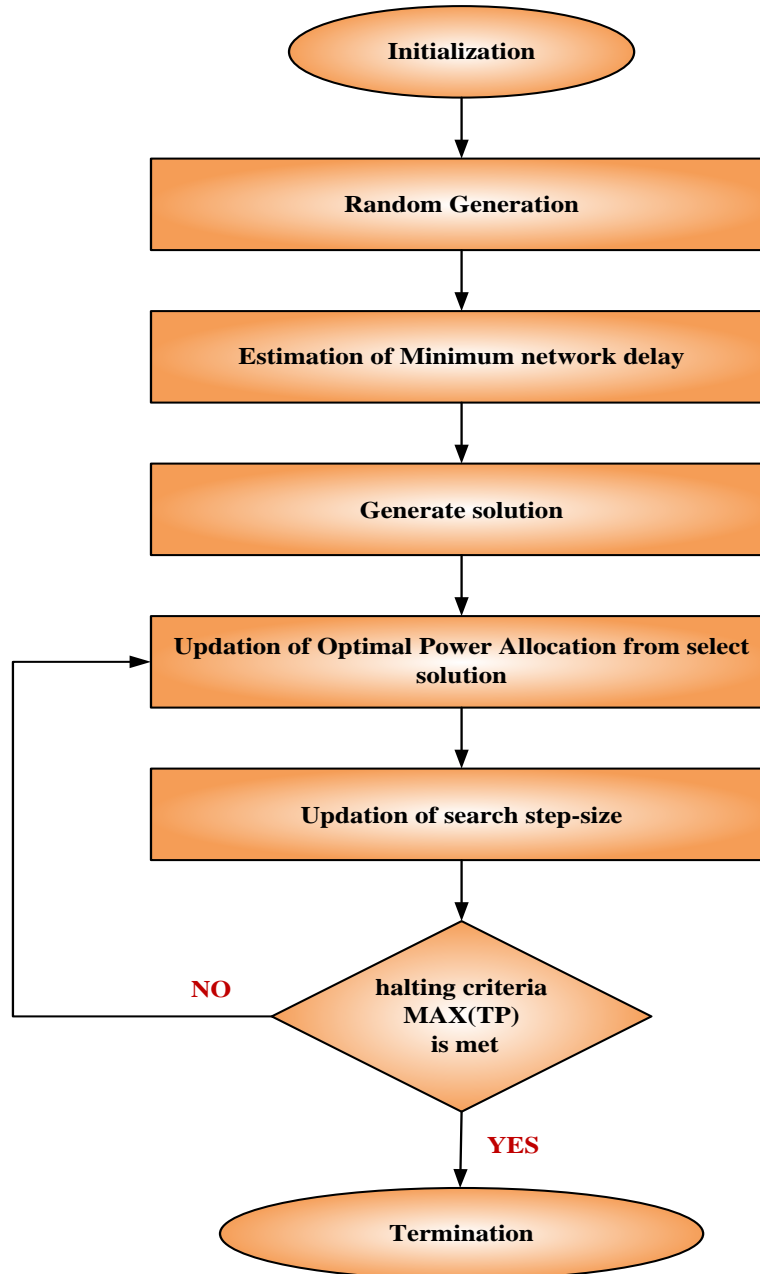 Initialization
Random Generation
Estimation of Minimum network delay
Generate solution
Updation of Optimal Power Allocation from select
solution
Updation of search step-size
halting criteria
MAX(TP)
is met
NO
YES
Termination